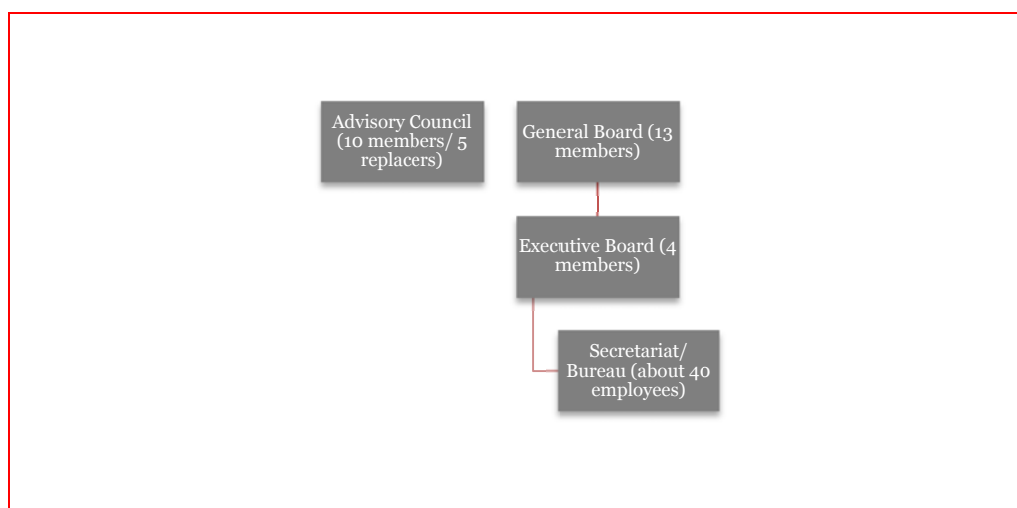 Advisory Council
(10 members/ 5
replacers)
General Board (13
members)
Executive Board (4
members)
Secretariat/
Bureau (about 40
employees)